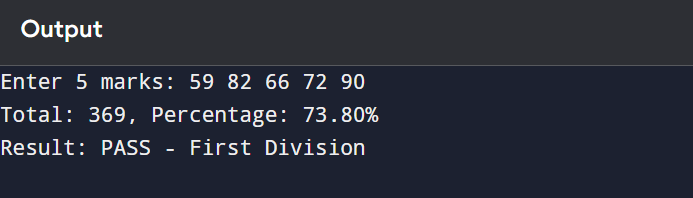 Output
Enter 5 marks: 59 82 66 72 90
Total: 369, Percentage: 73.80%
Result: PASS - First Division